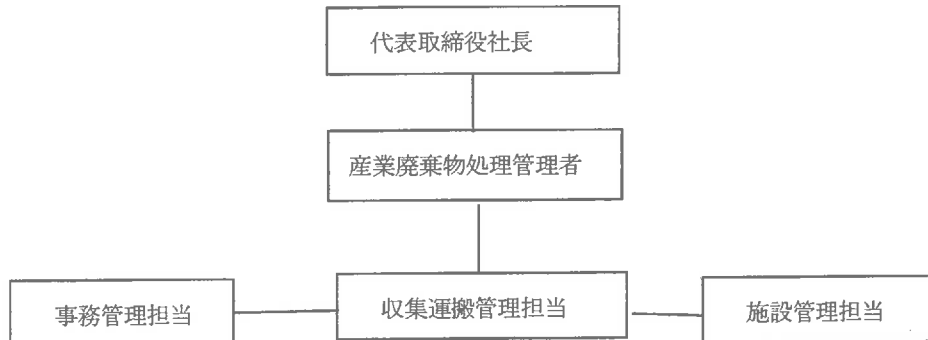 代表取締役社長
産業廃棄物処理管理者
事務管理担当
収集運搬管理担当
施設管理担当